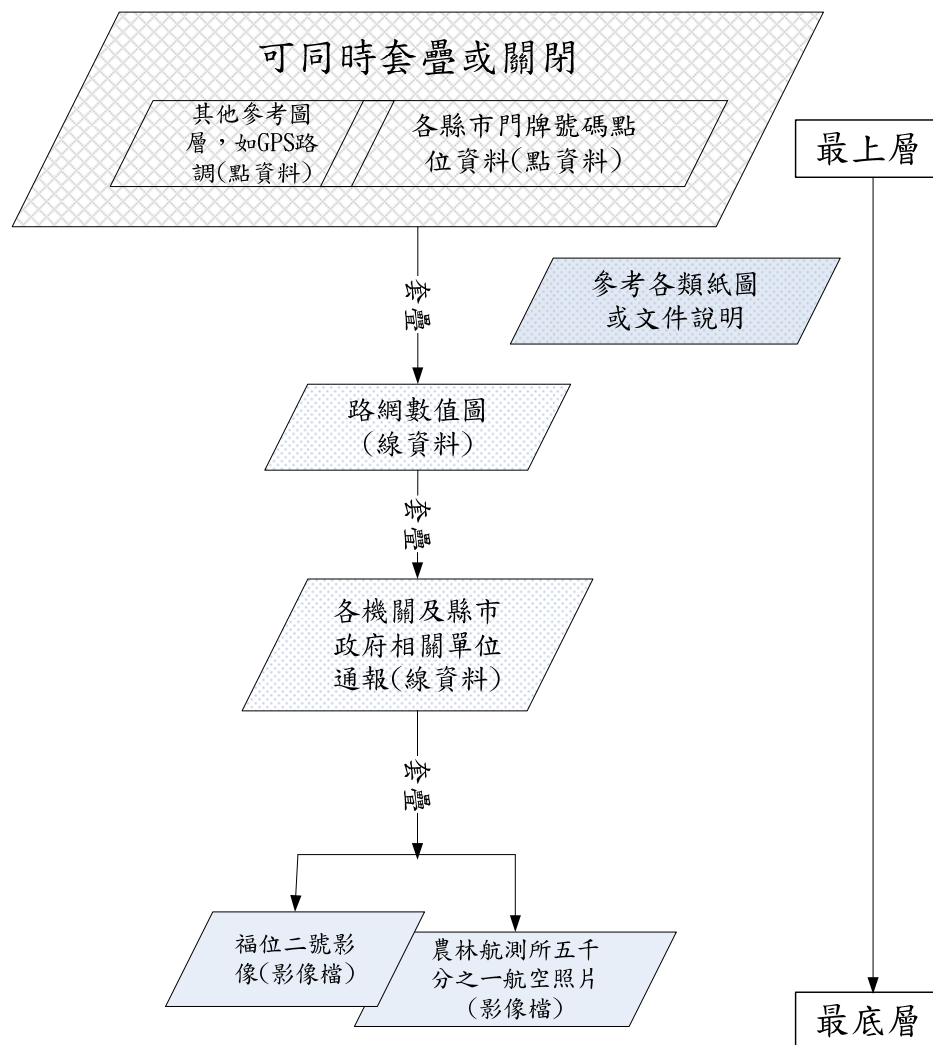 可同時套疊或關閉
其他參考圖
層，如GPS路
調(點資料)
各縣市門牌號碼點
位資料(點資料)
最上層
套疊
參考各類紙圖
或文件說明
路網數值圖
(線資料)
套疊
各機關及縣市
政府相關單位
通報(線資料)
套疊
福位二號影
像(影像檔)
農林航測所五千
分之一航空照片
(影像檔)
最底層